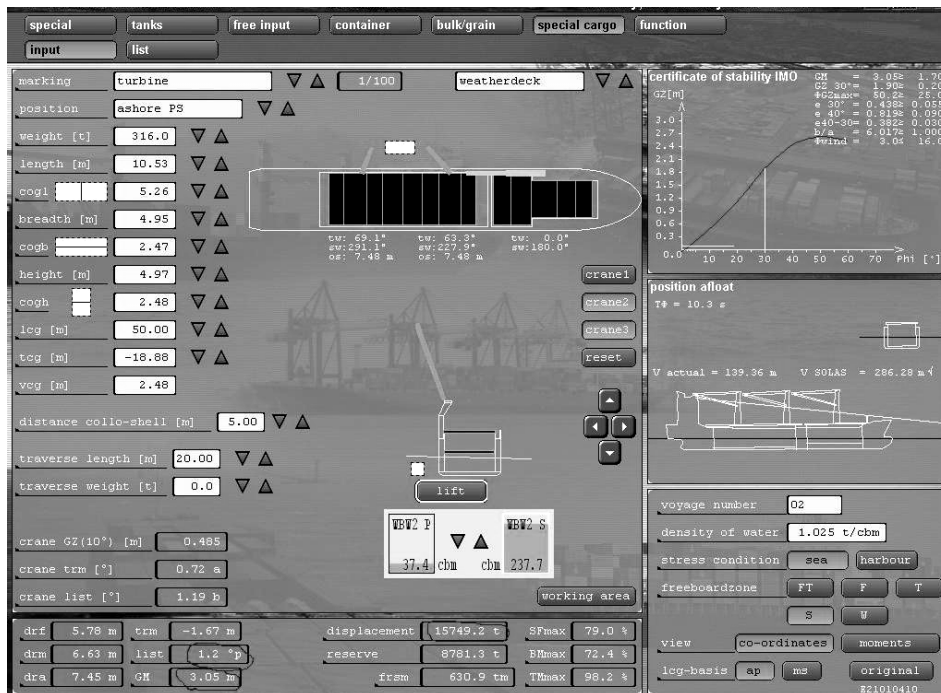 special tanks free input container bulk/grain special cargo function
input list
marking turbine 1/100 weatherdeck
position ashore PS
weight [t] 316.0
length [m] 10.53
cogl 5.26
breadth [m] 4.95
cogb 2.47
height [m] 4.97
cogh 2.48
lcg [m] 50.00
tcg [m] -18.88
vcg [m] 2.48
distance collo-shell [m] 5.00
traverse length [m] 20.00
traverse weight [t] 0.0
crane GZ(10°) [m] 0.485
crane trm [°] 0.72 a
crane list [°] 1.19 b
tw: 69.1° tw: 63.3° tw: 0.0°
sw:291.1° sw:227.9° sw:180.0°
os: 7.48 m os: 7.48 m
crane1
crane2
crane3
reset
lift
WBW2 P WBW2 S
37.4 cbm cbm 237.7
working area
certificate of stability IMO
GM = 3.05≥ 1.70
GZ 30°= 1.90≥ 0.20
ΦGZmax= 50.2≥ 25.0
e 30° = 0.438≥ 0.055
e 40° = 0.819≥ 0.090
e40-30= 0.382≥ 0.030
b/a = 6.017≥ 1.000
Φwind = 3.0≤ 16.0
GZ[m]
3.0
2.7
2.4
2.1
1.8
1.5
1.2
0.9
0.6
0.3
0.0
10 20 30 40 50 60 70 Phi [°]
position afloat
TΦ = 10.3 s
V actual = 139.36 m V SOLAS = 286.28 m √
voyage number 02
density of water 1.025 t/cbm
stress condition sea harbour
freeboardzone FT F T
S W
view co-ordinates moments
lcg-basis ap ms original
E21010410
drf 5.78 m trm -1.67 m displacement 15749.2 t SFmax 79.0 %
drm 6.63 m list 1.2 °p reserve 8781.3 t BMmax 72.4 %
dra 7.45 m GM 3.05 m frsm 630.9 tm TMmax 98.2 %